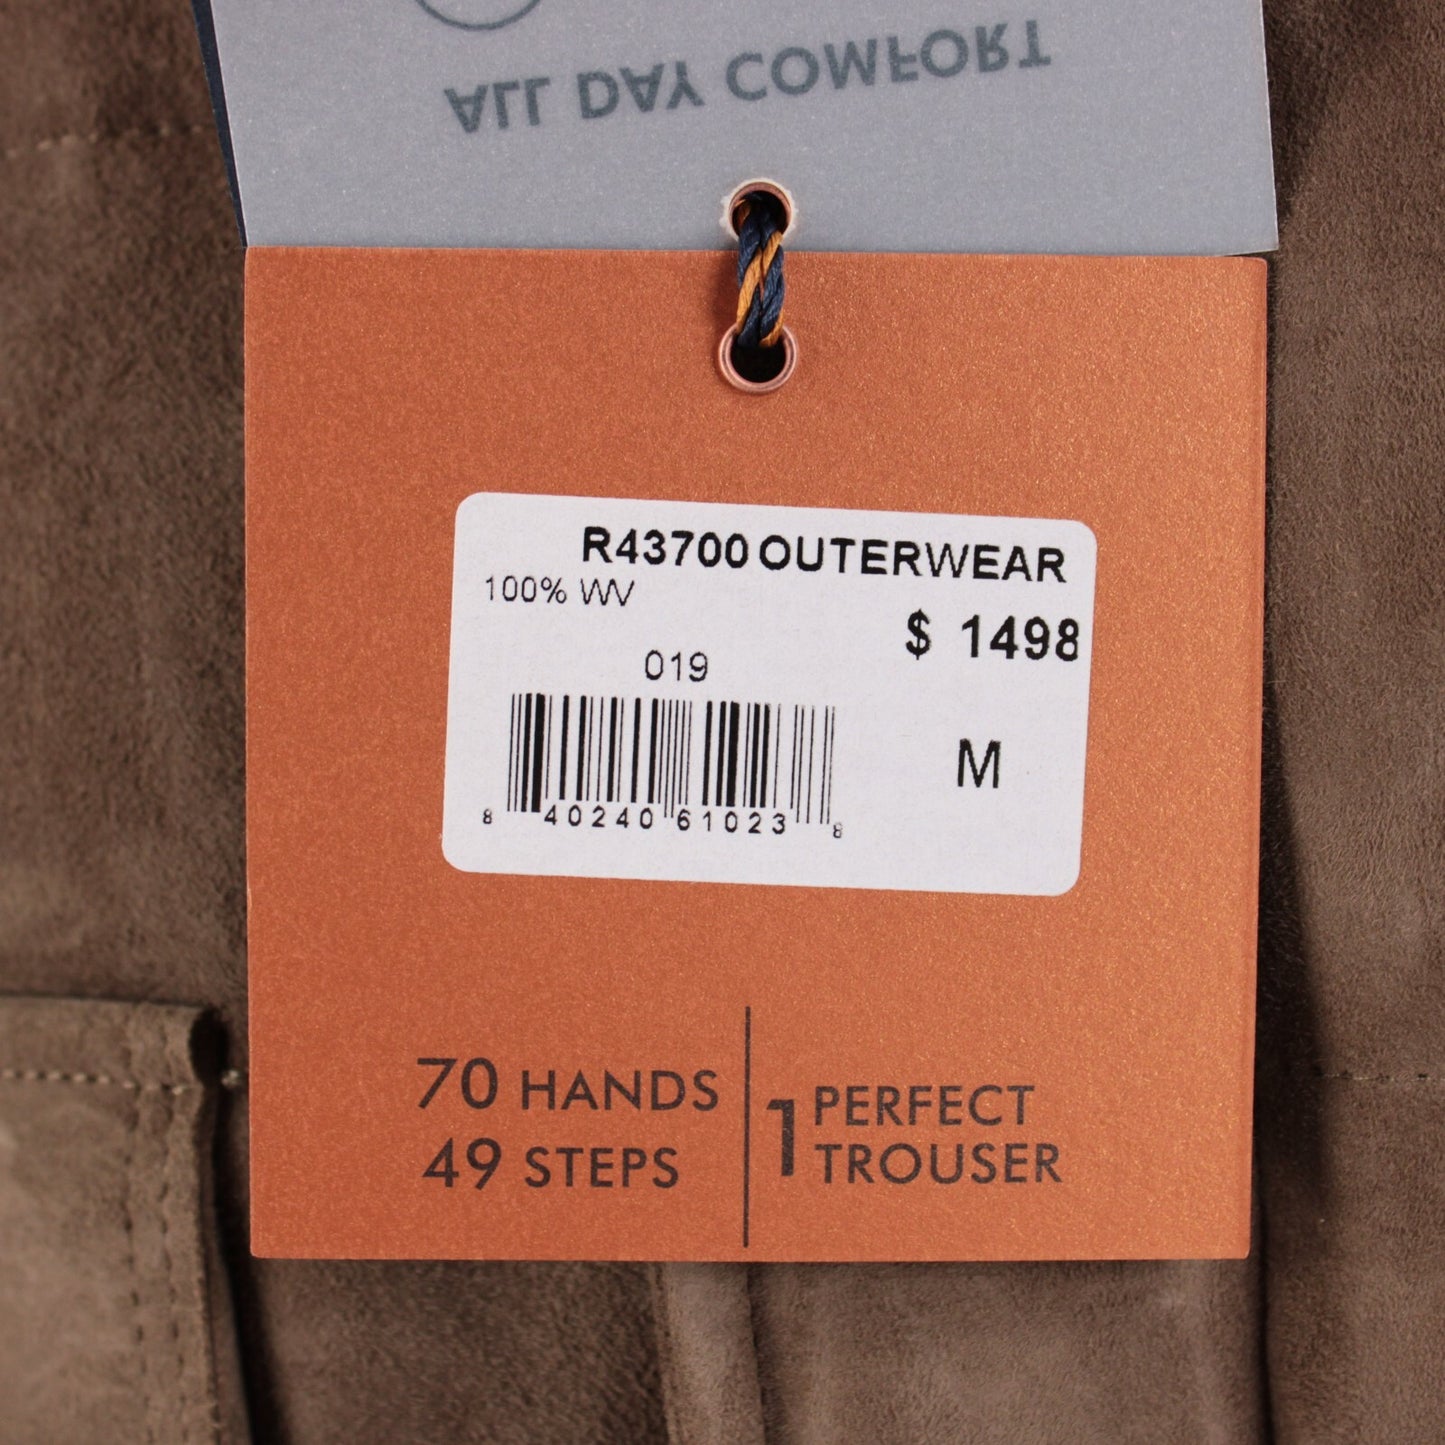 ALL DAY COMFORT
R43700 OUTERWEAR
100% WV
$ 1498
019
M
8 40240 61023 8
70 HANDS
49 STEPS
1 PERFECT
TROUSER